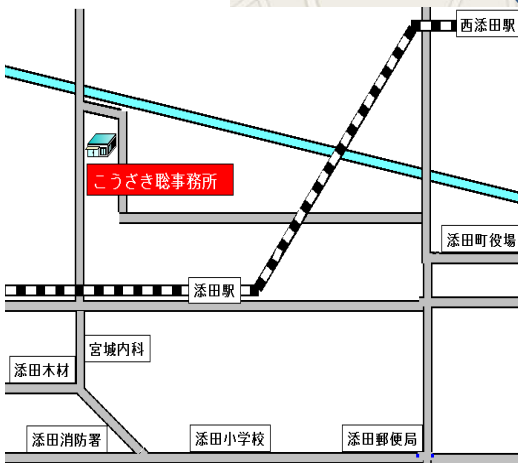 西添田駅
こうざき聡事務所
添田町役場
添田駅
宮城内科
添田木材
添田消防署
添田小学校
添田郵便局